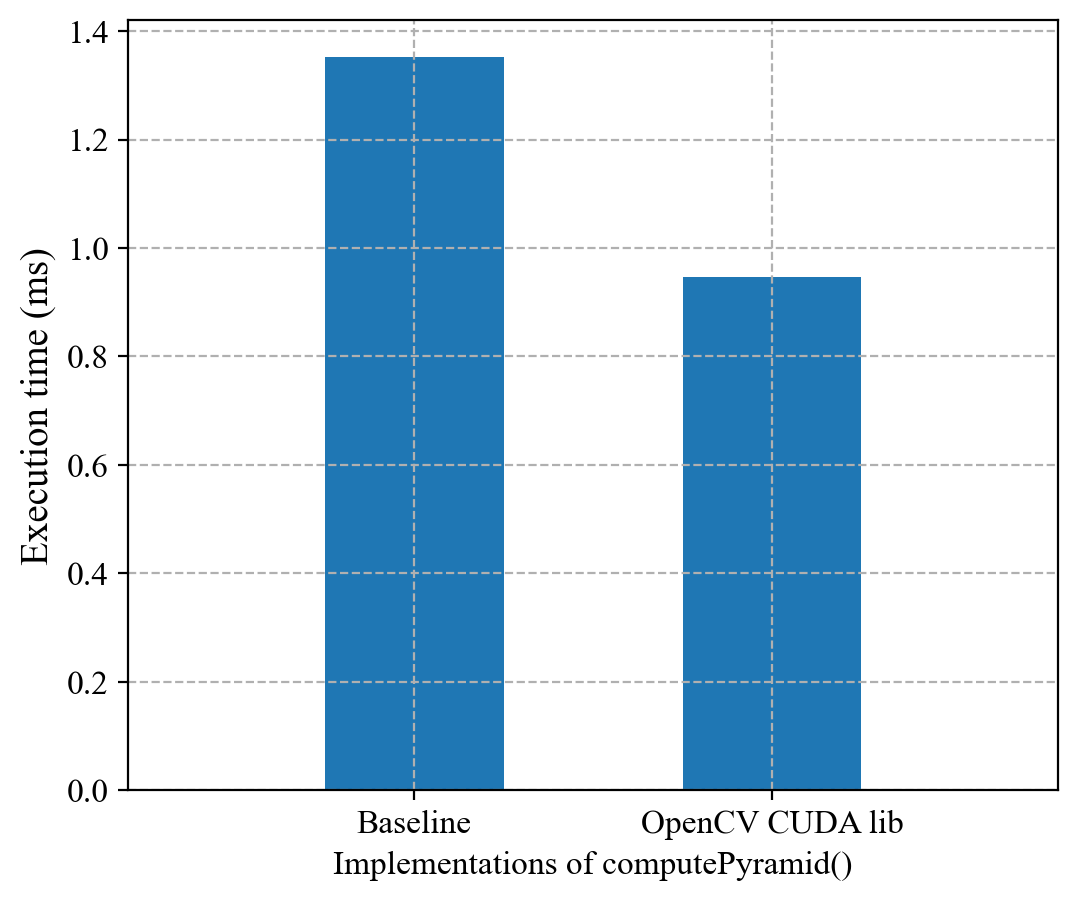 1.4
1.2
1.0
0.8
0.6
0.4
0.2
0.0
Execution time (ms)
Baseline OpenCV CUDA lib
Implementations of computePyramid()